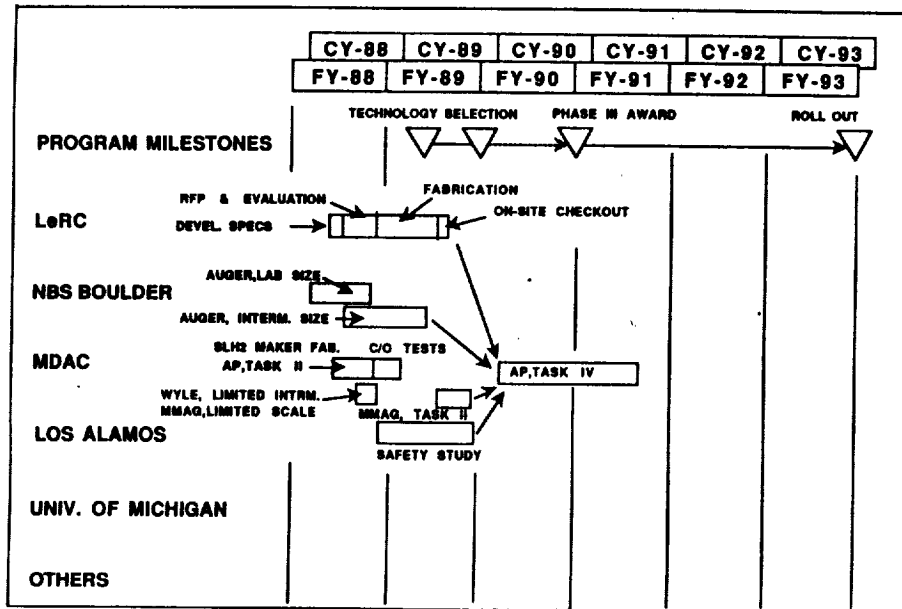 CY-88 CY-89 CY-90 CY-91 CY-92 CY-93
FY-88 FY-89 FY-90 FY-91 FY-92 FY-93
TECHNOLOGY SELECTION PHASE III AWARD ROLL OUT
PROGRAM MILESTONES
RFP & EVALUATION FABRICATION
LeRC DEVEL. SPECS ON-SITE CHECKOUT
AUGER,LAB SIZE
NBS BOULDER
AUGER, INTERM. SIZE
SLH2 MAKER FAB. C/O TESTS
MDAC AP,TASK II AP,TASK IV
WYLE, LIMITED INTRM.
MMAG,LIMITED SCALE MMAG, TASK II
LOS ALAMOS
SAFETY STUDY
UNIV. OF MICHIGAN
OTHERS